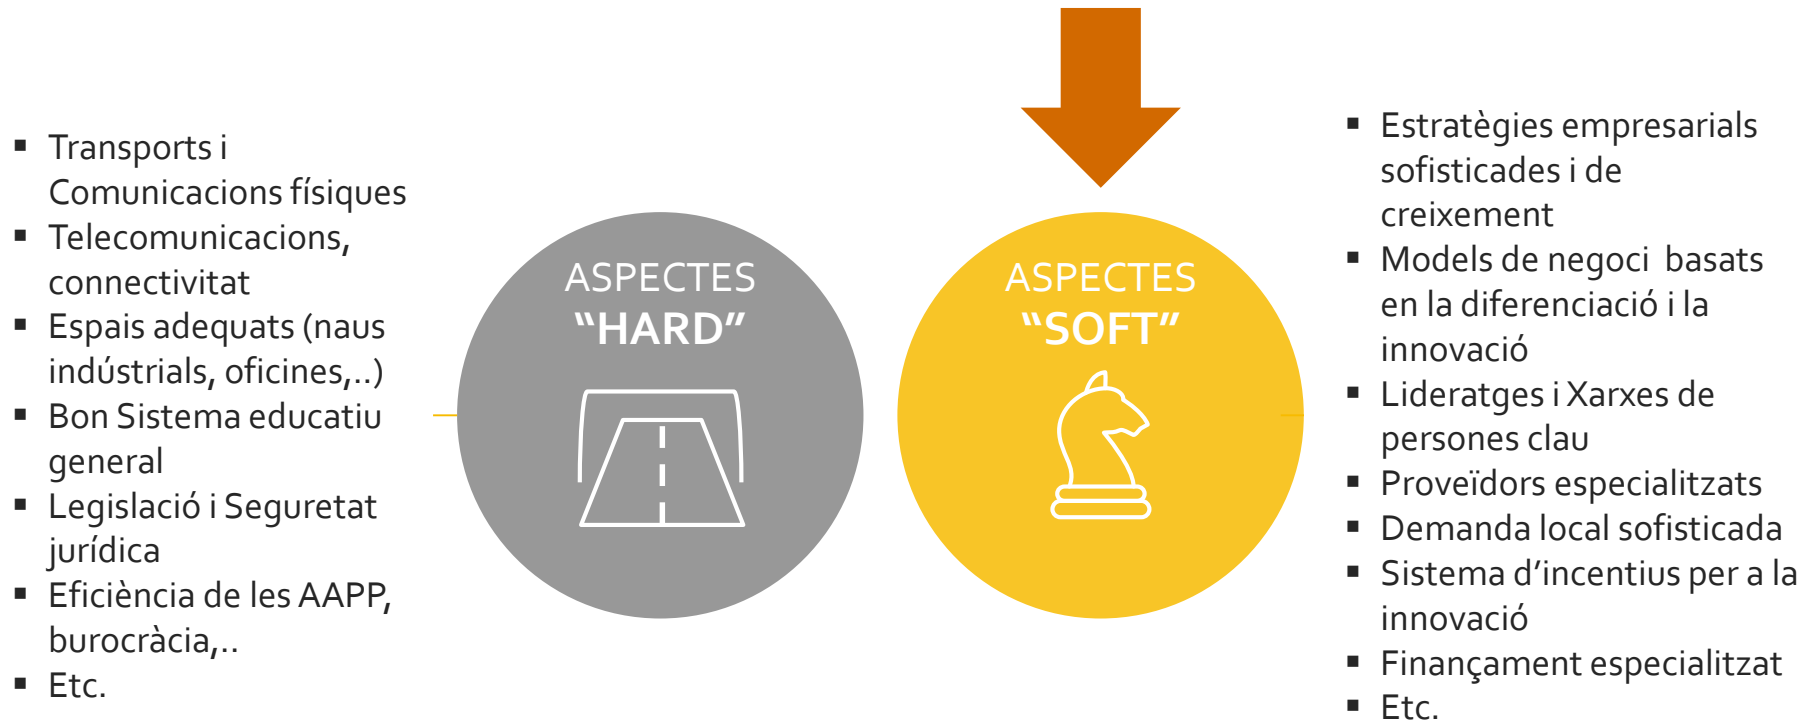 ▪ Transports i
Comunicacions físiques
▪ Telecomunicacions,
connectivitat
▪ Espais adequats (naus
indústrials, oficines,..)
▪ Bon Sistema educatiu
general
▪ Legislació i Seguretat
jurídica
▪ Eficiència de les AAPP,
burocràcia,..
▪ Etc.
ASPECTES
“HARD”
ASPECTES
“SOFT”
▪ Estratègies empresarials
sofisticades i de
creixement
▪ Models de negoci  basats
en la diferenciació i la
innovació
▪ Lideratges i Xarxes de
persones clau
▪ Proveïdors especialitzats
▪ Demanda local sofisticada
▪ Sistema d’incentius per a la
innovació
▪ Finançament especialitzat
▪ Etc.